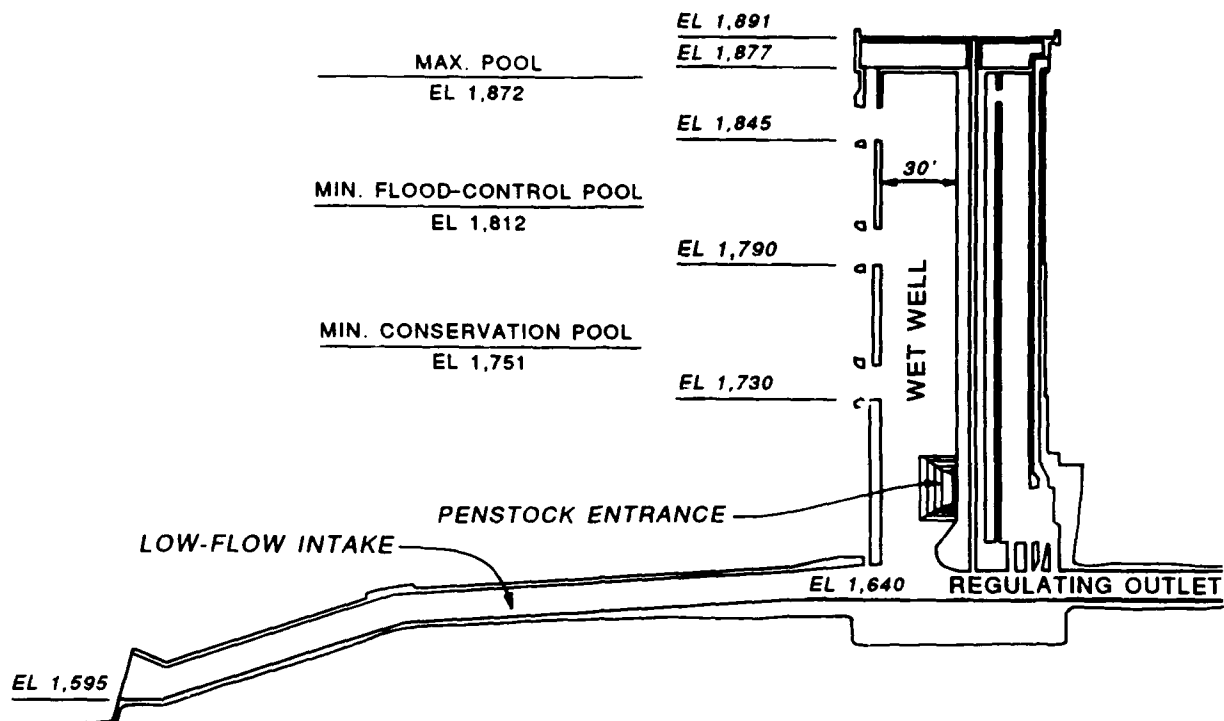 EL 1,891
EL 1,877
MAX. POOL
EL 1,872
EL 1,845
30'
MIN. FLOOD-CONTROL POOL
EL 1,812
EL 1,790
WET WELL
MIN. CONSERVATION POOL
EL 1,751
EL 1,730
PENSTOCK ENTRANCE
LOW-FLOW INTAKE
EL 1,640
REGULATING OUTLET
EL 1,595